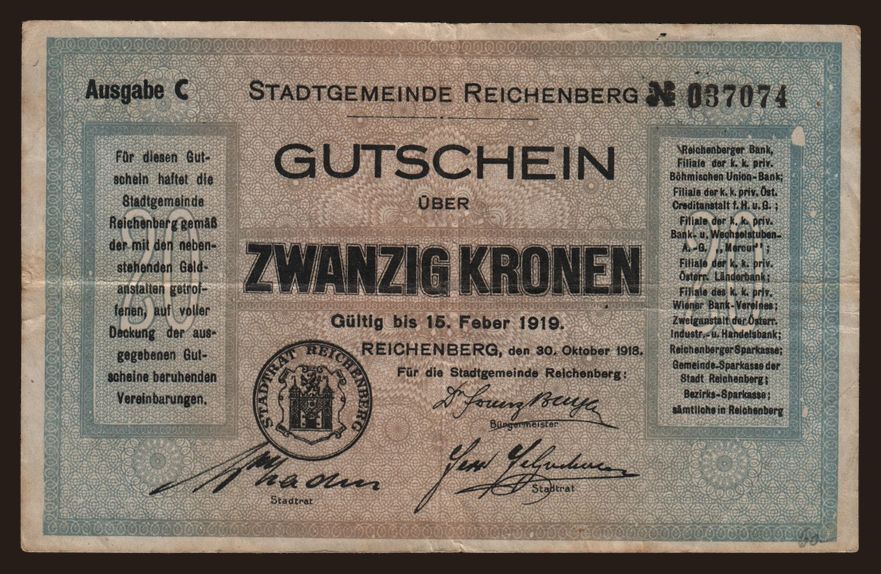 Ausgabe C
STADTGEMEINDE REICHENBERG № 037074
GUTSCHEIN
ÜBER
ZWANZIG KRONEN
Gültig bis 15. Feber 1919.
REICHENBERG, den 30. Oktober 1918.
Für die Stadtgemeinde Reichenberg:
Bürgermeister
Stadtrat
Stadtrat
STADTRAT REICHENBERG
20
Für diesen Gut-
schein haftet die
Stadtgemeinde
Reichenberg gemäß
der mit den neben-
stehenden Geld-
anstalten getrof-
fenen, auf voller
Deckung der aus-
gegebenen Gut-
scheine beruhenden
Vereinbarungen.
20
Reichenberger Bank,
Filiale der k. k. priv.
Böhmischen Union-Bank;
Filiale der k. k. priv. Öst.
Creditanstalt f. H. u. G. ;
Filiale der k. k. priv.
Bank- u. Wechselstuben-
A.-G. „Mercur";
Filiale der k. k. priv.
Österr. Länderbank;
Filiale des k. k. priv.
Wiener Bank-Vereines;
Zweiganstalt der Österr.
Industr.- u. Handelsbank;
Reichenberger Sparkasse;
Gemeinde-Sparkasse der
Stadt Reichenberg;
Bezirks-Sparkasse;
sämtliche in Reichenberg